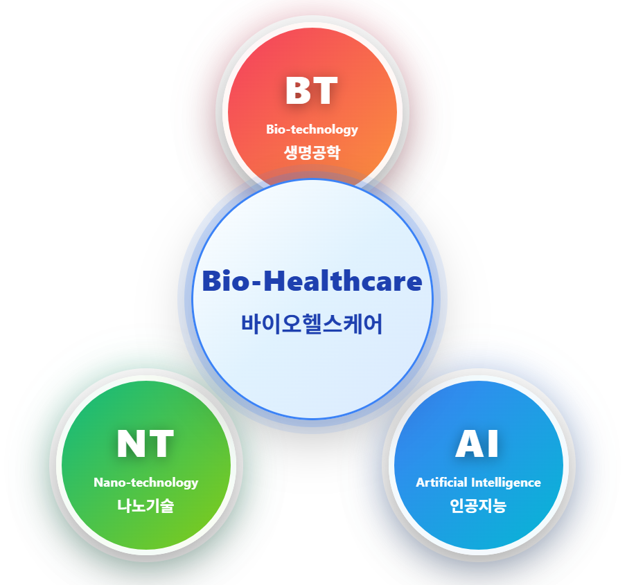 BT
Bio-technology
생명공학
Bio-Healthcare
바이오헬스케어
NT
Nano-technology
나노기술
AI
Artificial Intelligence
인공지능